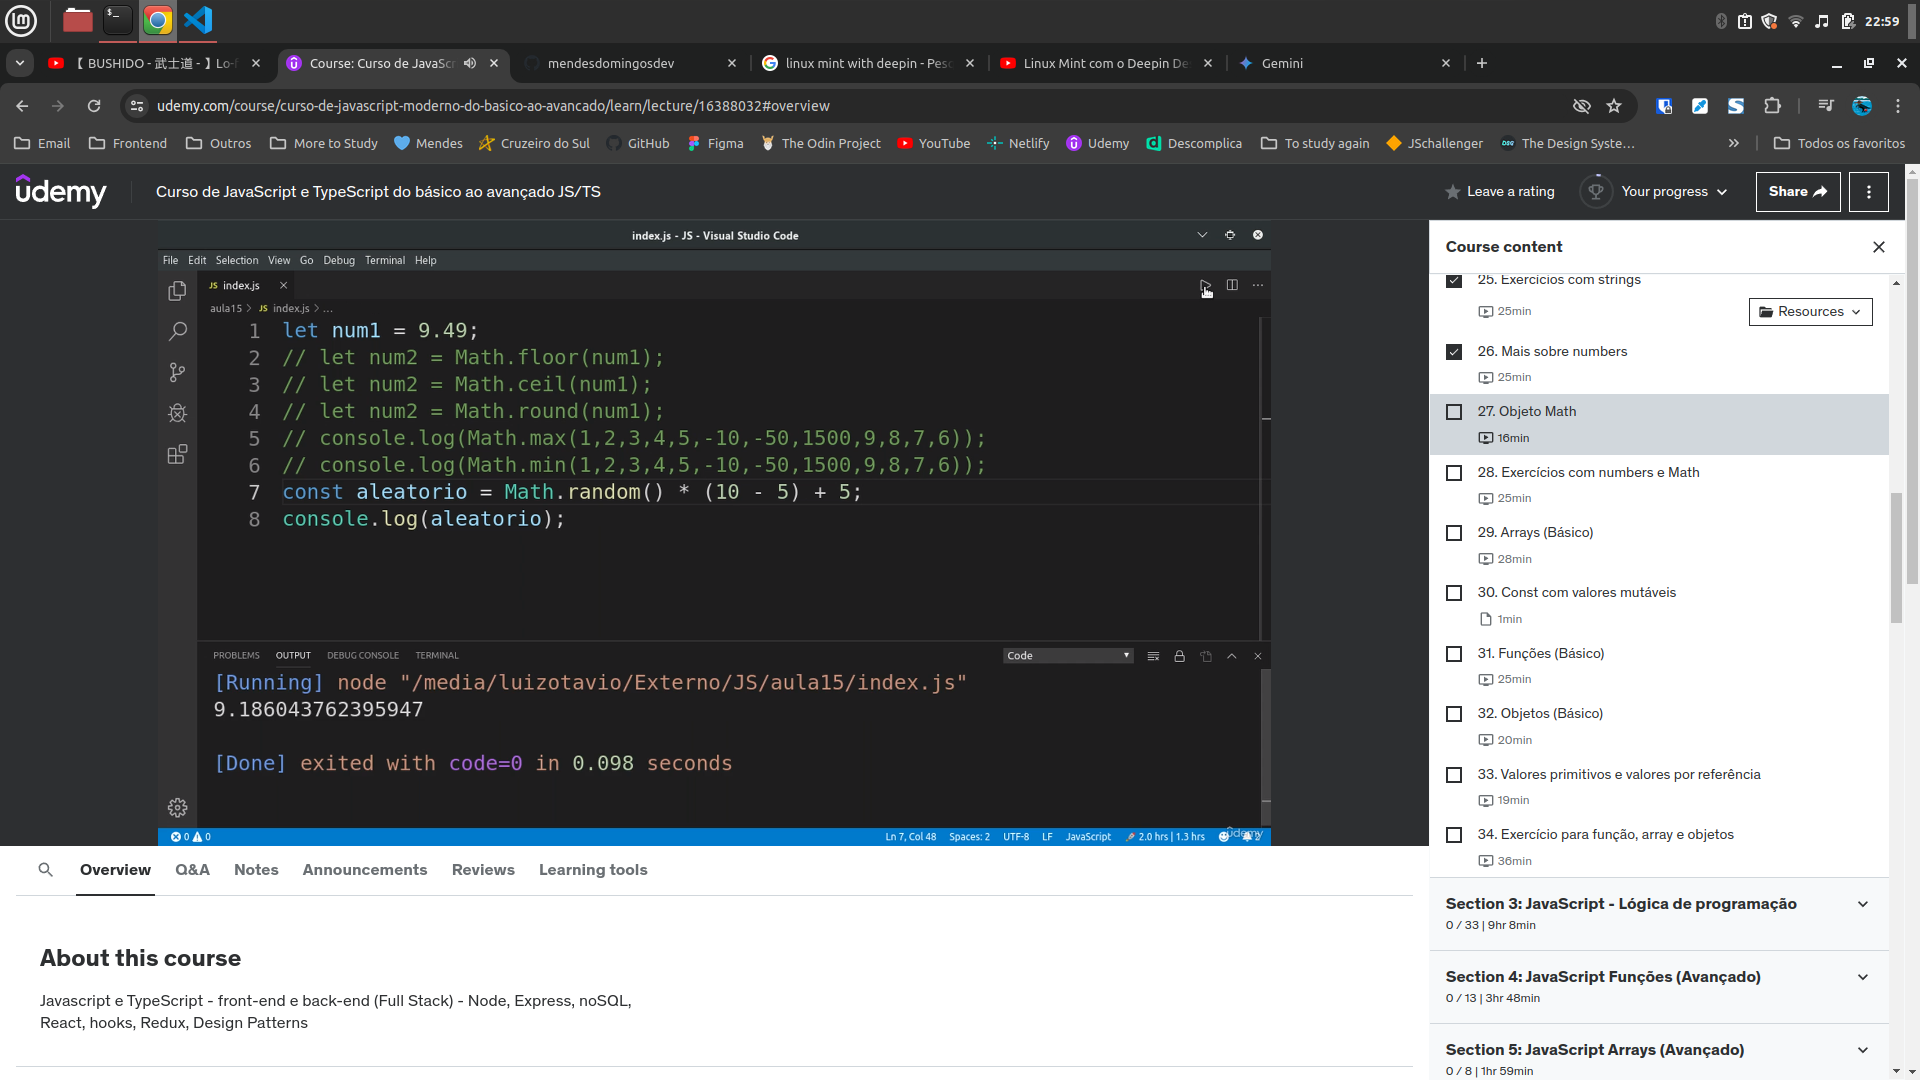 22:59
【 BUSHIDO - 武士道 - 】Lo-
Course: Curso de JavaScr
mendesdomingosdev
linux mint with deepin - Pes
Linux Mint com o Deepin De
Gemini
udemy.com/course/curso-de-javascript-moderno-do-basico-ao-avancado/learn/lecture/16388032#overview
Email
Frontend
Outros
More to Study
Mendes
Cruzeiro do Sul
GitHub
Figma
The Odin Project
YouTube
Netlify
Udemy
Descomplica
To study again
JSchallenger
The Design Syste…
Todos os favoritos
ûdemy
Curso de JavaScript e TypeScript do básico ao avançado JS/TS
Leave a rating
Your progress
Share
index.js - JS - Visual Studio Code
File Edit Selection View Go Debug Terminal Help
JS index.js
aula15 > JS index.js > ...
1 let num1 = 9.49;
2 // let num2 = Math.floor(num1);
3 // let num2 = Math.ceil(num1);
4 // let num2 = Math.round(num1);
5 // console.log(Math.max(1,2,3,4,5,-10,-50,1500,9,8,7,6));
6 // console.log(Math.min(1,2,3,4,5,-10,-50,1500,9,8,7,6));
7 const aleatorio = Math.random() * (10 - 5) + 5;
8 console.log(aleatorio);
PROBLEMS OUTPUT DEBUG CONSOLE TERMINAL
Code
[Running] node "/media/luizotavio/Externo/JS/aula15/index.js"
9.186043762395947
[Done] exited with code=0 in 0.098 seconds
0 0
Ln 7, Col 48 Spaces: 2 UTF-8 LF JavaScript 2.0 hrs | 1.3 hrs
ûdemy
Overview
Q&A
Notes
Announcements
Reviews
Learning tools
About this course
Javascript e TypeScript - front-end e back-end (Full Stack) - Node, Express, noSQL,
React, hooks, Redux, Design Patterns
Course content
25. Exercícios com strings
25min
Resources
26. Mais sobre numbers
25min
27. Objeto Math
16min
28. Exercícios com numbers e Math
25min
29. Arrays (Básico)
28min
30. Const com valores mutáveis
1min
31. Funções (Básico)
25min
32. Objetos (Básico)
20min
33. Valores primitivos e valores por referência
19min
34. Exercício para função, array e objetos
36min
Section 3: JavaScript - Lógica de programação
0 / 33 | 9hr 8min
Section 4: JavaScript Funções (Avançado)
0 / 13 | 3hr 48min
Section 5: JavaScript Arrays (Avançado)
0 / 8 | 1hr 59min